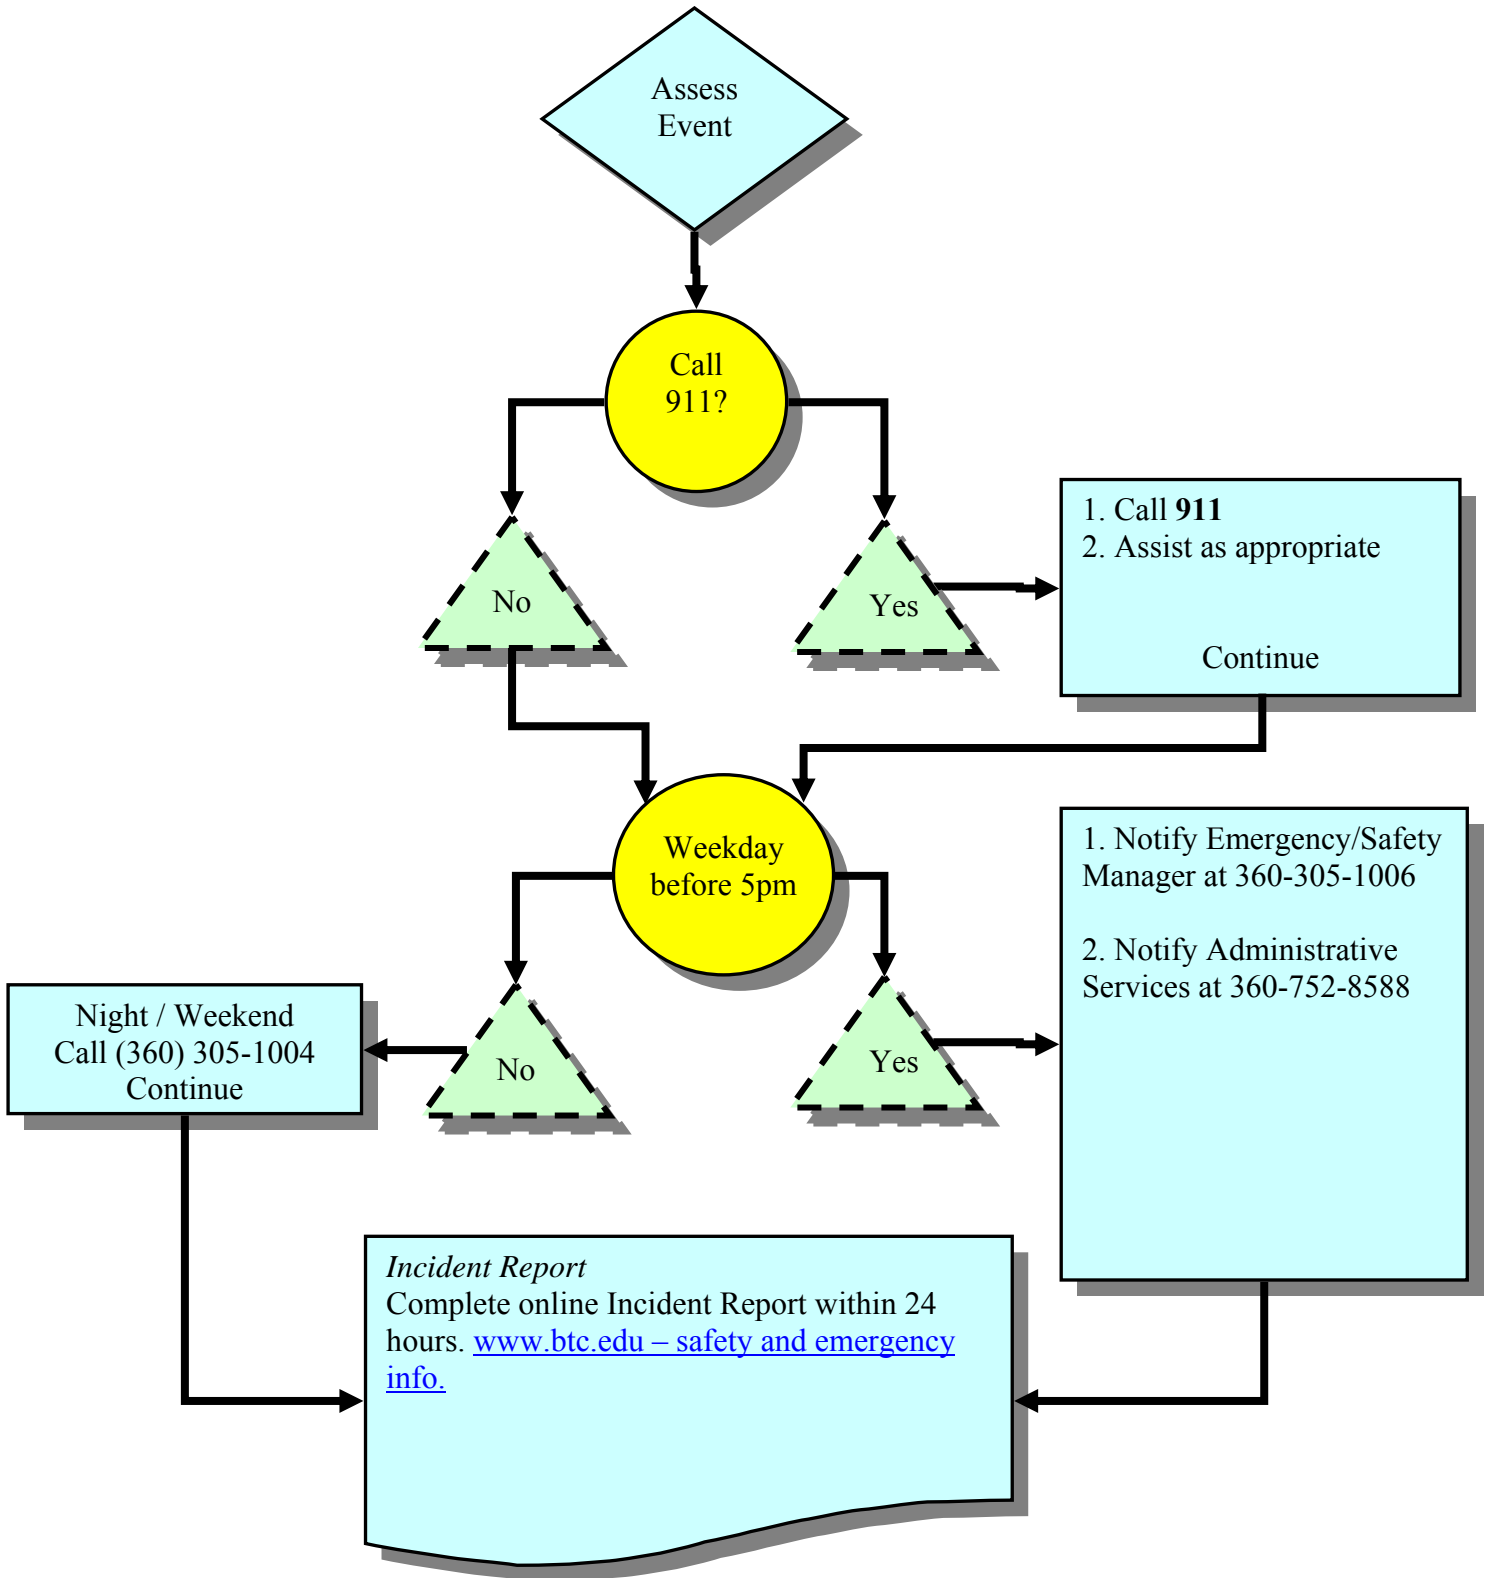 Assess
Event
Call
911?
No
Yes
1. Call 911
2. Assist as appropriate
Continue
Weekday
before 5pm
No
Yes
1. Notify Emergency/Safety
Manager at 360-305-1006
2. Notify Administrative
Services at 360-752-8588
Night / Weekend
Call (360) 305-1004
Continue
Incident Report
Complete online Incident Report within 24
hours. www.btc.edu – safety and emergency
info.